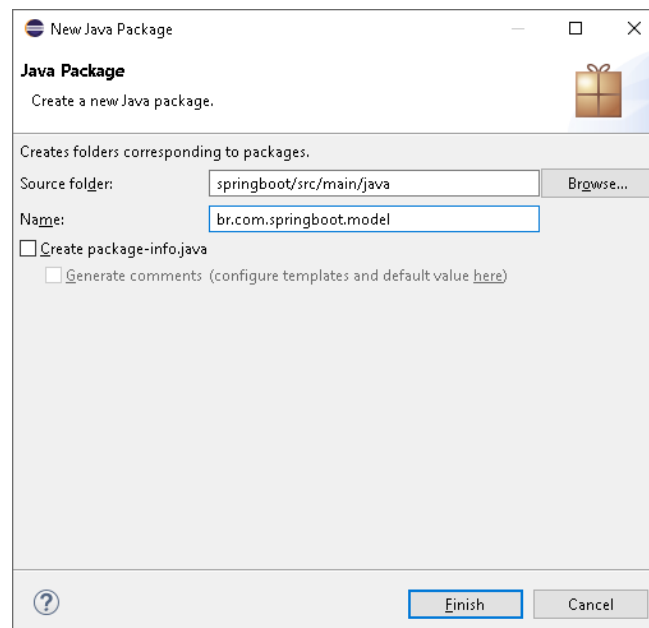 New Java Package
Java Package
Create a new Java package.
Creates folders corresponding to packages.
Source folder: springboot/src/main/java Browse...
Name: br.com.springboot.model
Create package-info.java
Generate comments (configure templates and default value here)
? Finish Cancel